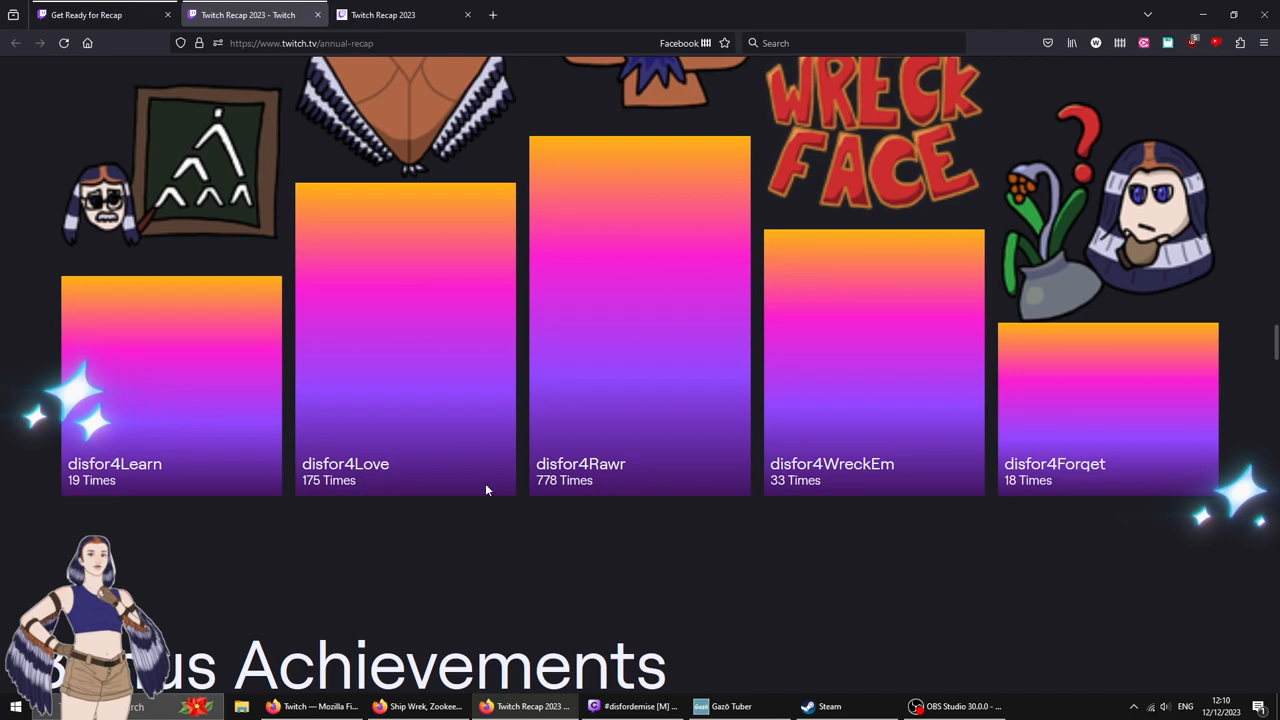 Get Ready for Recap
Twitch Recap 2023 - Twitch
Twitch Recap 2023
https://www.twitch.tv/annual-recap
Facebook
Search
5
WRECK
FACE
?
disfor4Learn
19 Times
disfor4Love
175 Times
disfor4Rawr
778 Times
disfor4WreckEm
33 Times
disfor4Forget
18 Times
nus Achievements
rch
Twitch — Mozilla Fi...
Ship Wrek, Zookee...
Twitch Recap 2023 ...
#disfordemise [M] ...
Gazō Tuber
Steam
OBS Studio 30.0.0 - ...
12:10
12/12/2023